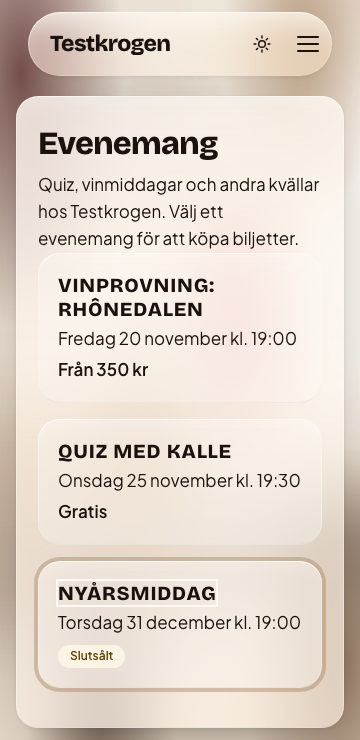 Testkrogen
Evenemang
Quiz, vinmiddagar och andra kvällar
hos Testkrogen. Välj ett
evenemang för att köpa biljetter.
VINPROVNING:
RHÔNEDALEN
Fredag 20 november kl. 19:00
Från 350 kr
QUIZ MED KALLE
Onsdag 25 november kl. 19:30
Gratis
NYÅRSMIDDAG
Torsdag 31 december kl. 19:00
Slutsålt